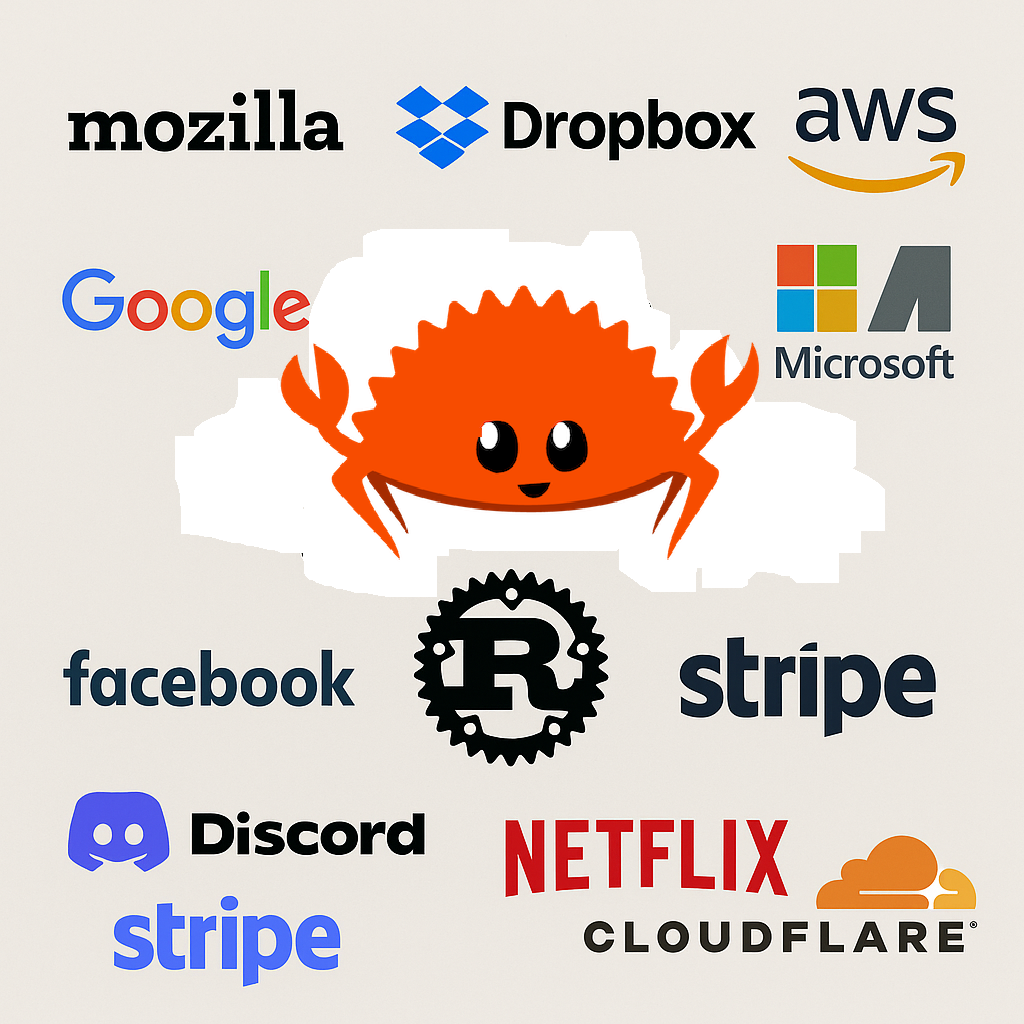 mozilla
Dropbox
aws
Google
Microsoft
facebook
R
stripe
Discord
NETFLIX
stripe
CLOUDFLARE®